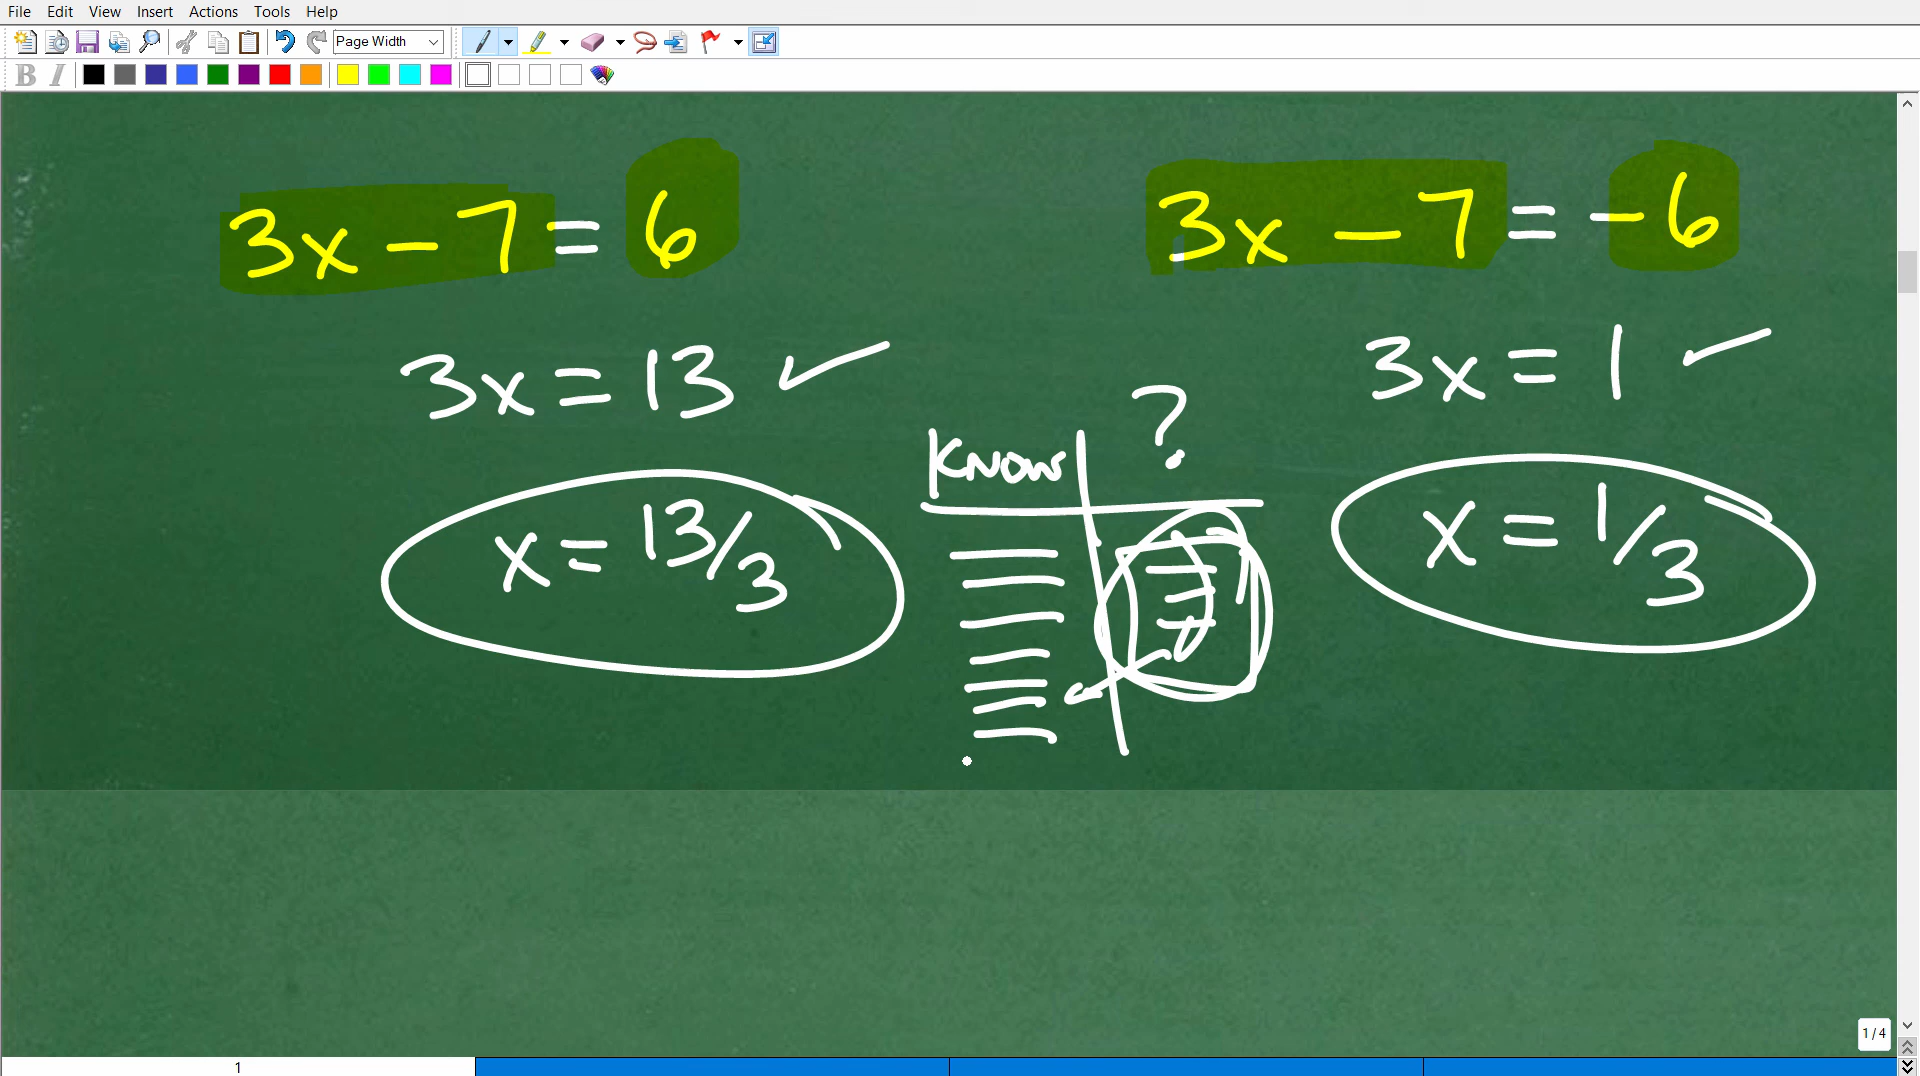 File Edit View Insert Actions Tools Help
Page Width
B I
3x - 7 = 6
3x = 13 ✓
x = 13/3
Know ?
3x - 7 = -6
3x = 1 ✓
x = 1/3
1 / 4
1